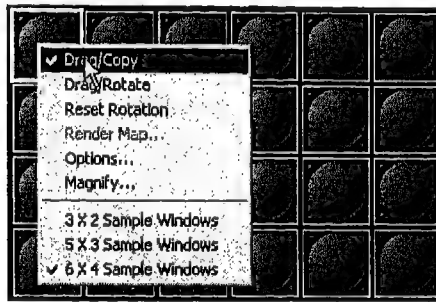 Drag/Copy
Drag/Rotate
Reset Rotation
Render Map...
Options...
Magnify...
3 X 2 Sample Windows
5 X 3 Sample Windows
6 X 4 Sample Windows